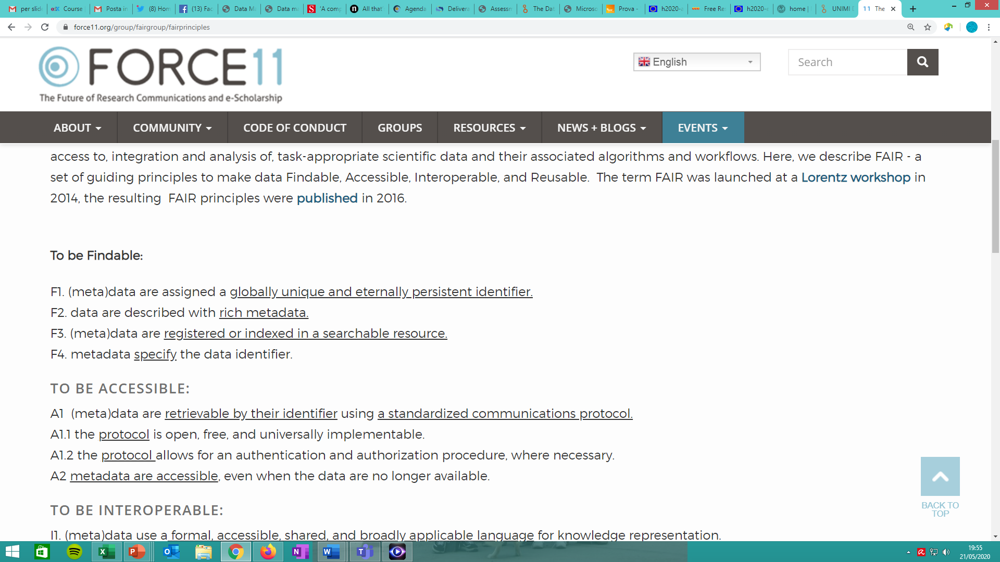 per slid
Course
Posta in
(8) Hom
(13) Fac
Data M
Data m
'A comp
All that'
Agenda
Delivera
Assessm
The Dat
Microsc
Prova -
h2020-a
Free Re
h2020-e
home |
UNIMI
11 The
force11.org/group/fairgroup/fairprinciples
FORCE11
The Future of Research Communications and e-Scholarship
English
Search
ABOUT
COMMUNITY
CODE OF CONDUCT
GROUPS
RESOURCES
NEWS + BLOGS
EVENTS
access to, integration and analysis of, task-appropriate scientific data and their associated algorithms and workflows. Here, we describe FAIR - a
set of guiding principles to make data Findable, Accessible, Interoperable, and Reusable. The term FAIR was launched at a Lorentz workshop in
2014, the resulting FAIR principles were published in 2016.
To be Findable:
F1. (meta)data are assigned a globally unique and eternally persistent identifier.
F2. data are described with rich metadata.
F3. (meta)data are registered or indexed in a searchable resource.
F4. metadata specify the data identifier.
TO BE ACCESSIBLE:
A1 (meta)data are retrievable by their identifier using a standardized communications protocol.
A1.1 the protocol is open, free, and universally implementable.
A1.2 the protocol allows for an authentication and authorization procedure, where necessary.
A2 metadata are accessible, even when the data are no longer available.
BACK TO
TOP
TO BE INTEROPERABLE:
I1. (meta)data use a formal, accessible, shared, and broadly applicable language for knowledge representation.
19:55
21/05/2020